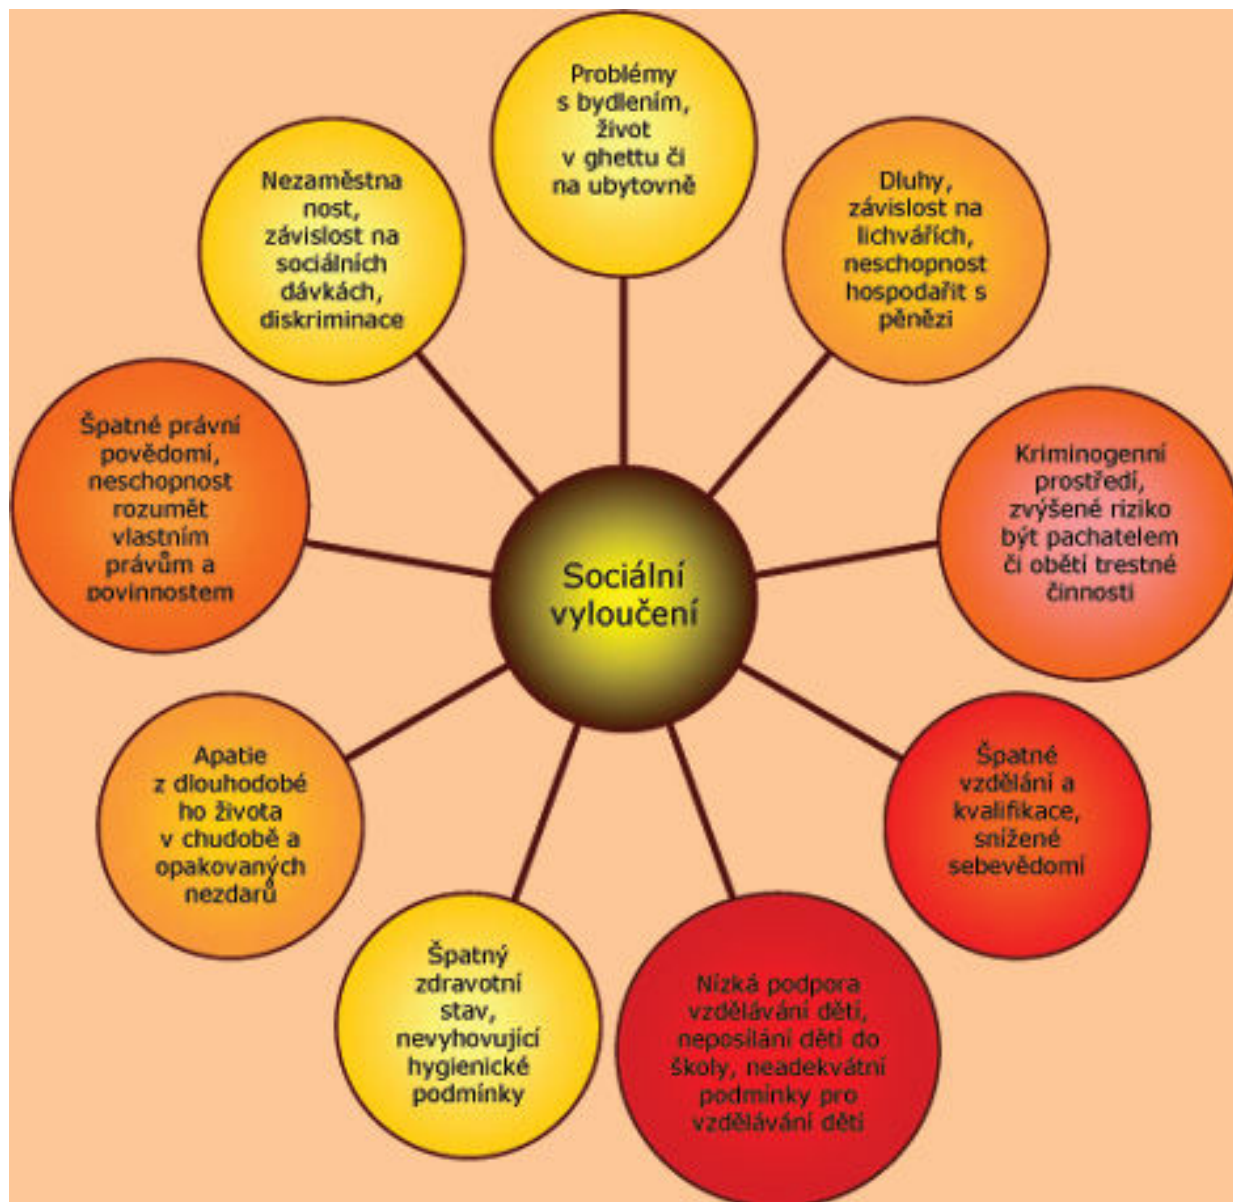 Problémy
s bydlením,
život
v ghettu či
na ubytovně
Dluhy,
závislost na
lichvářích,
neschopnost
hospodařit s
pěnězi
Kriminogenní
prostředí,
zvýšené riziko
být pachatelem
či obětí trestné
činnosti
Špatné
vzdělání a
kvalifikace,
snížené
sebevědomí
Nízká podpora
vzdělávání dětí,
neposílání dětí do
školy, neadekvátní
podmínky pro
vzdělávání dětí
Špatný
zdravotní
stav,
nevyhovující
hygienické
podmínky
Apatie
z dlouhodobé
ho života
v chudobě a
opakovaných
nezdarů
Špatné právní
povědomí,
neschopnost
rozumět
vlastním
právům a
povinnostem
Nezaměstna
nost,
závislost na
sociálních
dávkách,
diskriminace
Sociální
vyloučení